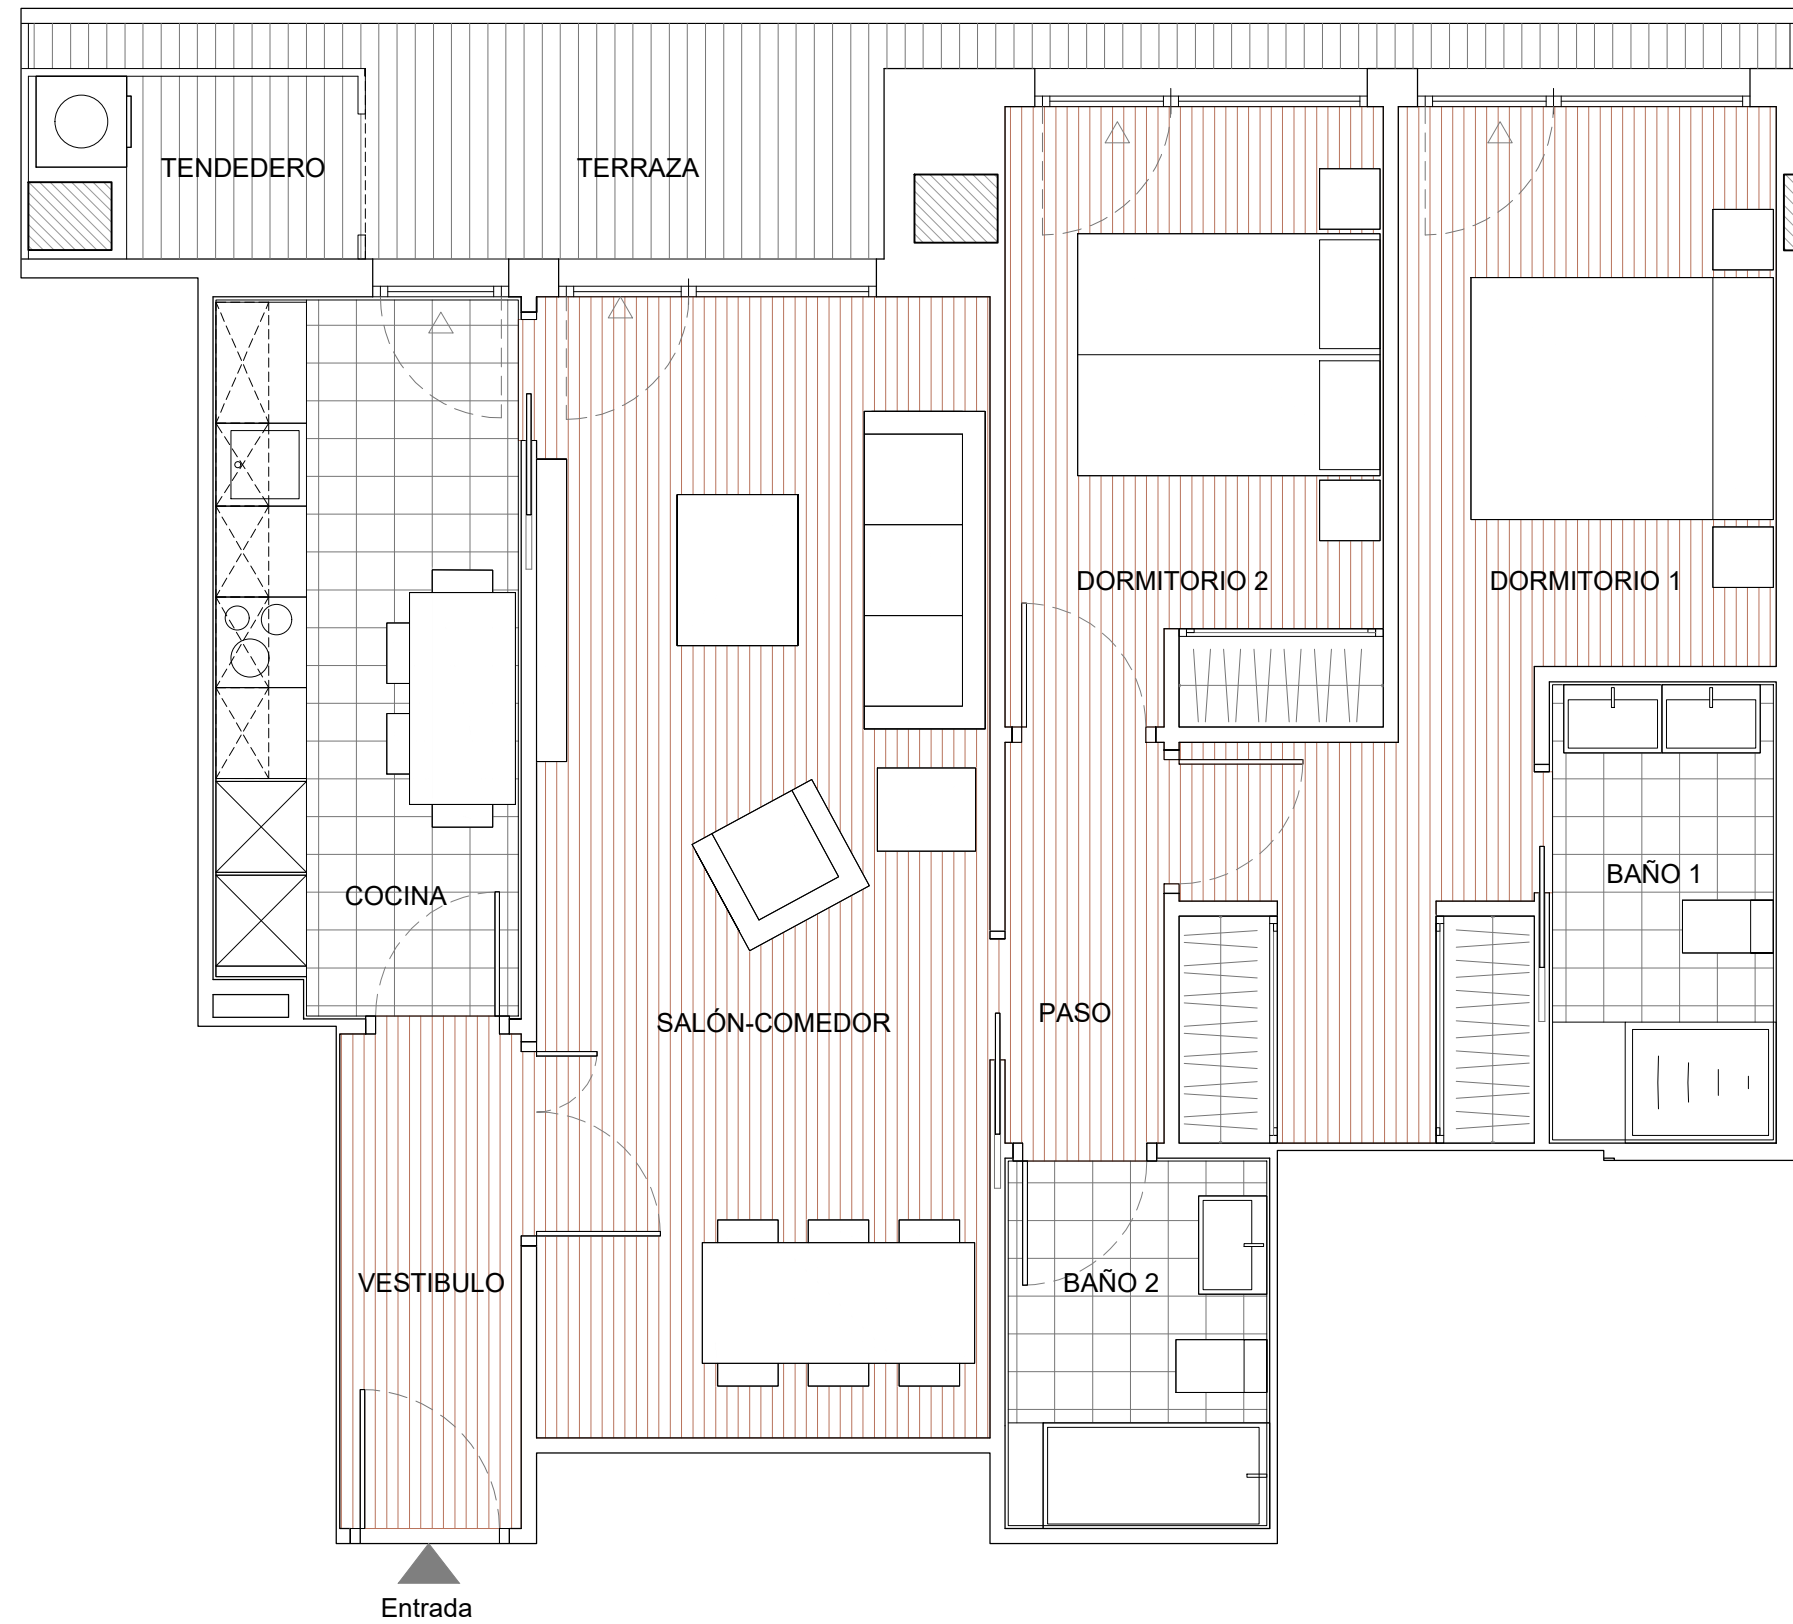 TENDEDERO
TERRAZA
DORMITORIO 2
DORMITORIO 1
COCINA
BAÑO 1
SALÓN-COMEDOR
PASO
VESTIBULO
BAÑO 2
Entrada